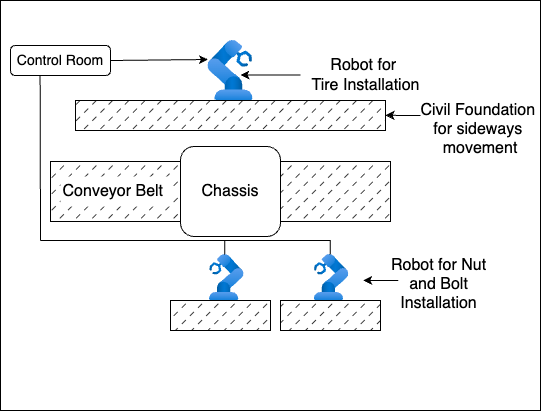 Control Room
Robot for
Tire Installation
Civil Foundation
for sideways
movement
Conveyor Belt
Chassis
Robot for Nut
and Bolt
Installation